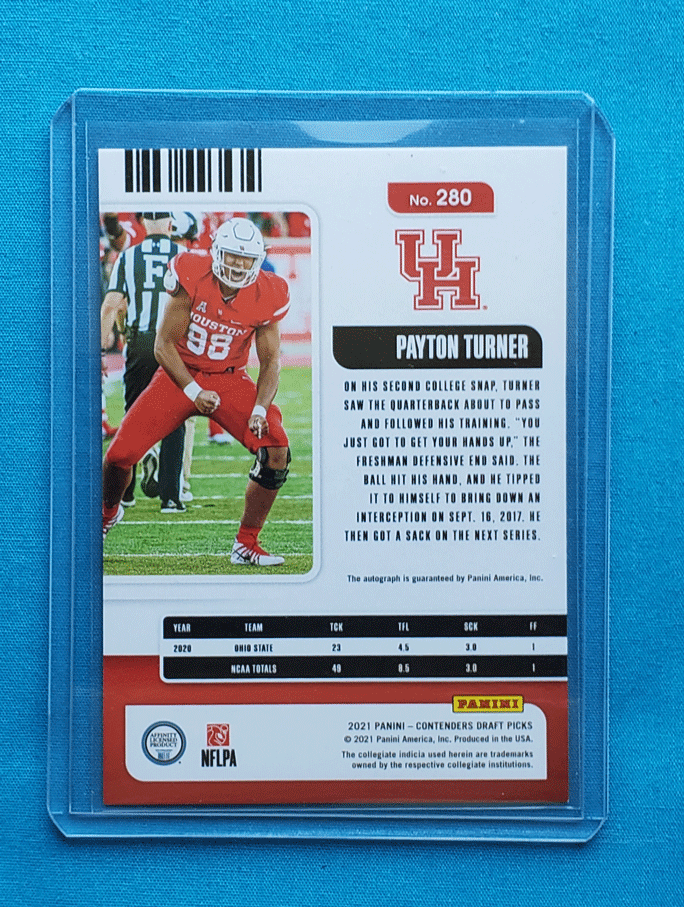 No. 280
UH
PAYTON TURNER
F
A
HOUSTON
98
ON HIS SECOND COLLEGE SNAP, TURNER
SAW THE QUARTERBACK ABOUT TO PASS
AND FOLLOWED HIS TRAINING. "YOU
JUST GOT TO GET YOUR HANDS UP," THE
FRESHMAN DEFENSIVE END SAID. THE
BALL HIT HIS HAND, AND HE TIPPED
IT TO HIMSELF TO BRING DOWN AN
INTERCEPTION ON SEPT. 16, 2017. HE
THEN GOT A SACK ON THE NEXT SERIES.
The autograph is guaranteed by Panini America, Inc.
YEAR TEAM TCK TFL SCK FF
2020 OHIO STATE 23 4.5 3.0 1
NCAA TOTALS 49 8.5 3.0 1
PANINI
2021 PANINI – CONTENDERS DRAFT PICKS
© 2021 Panini America, Inc. Produced in the USA.
The collegiate indicia used herein are trademarks
owned by the respective collegiate institutions.
AFFINITY
LICENSED
PRODUCT
NFLPA